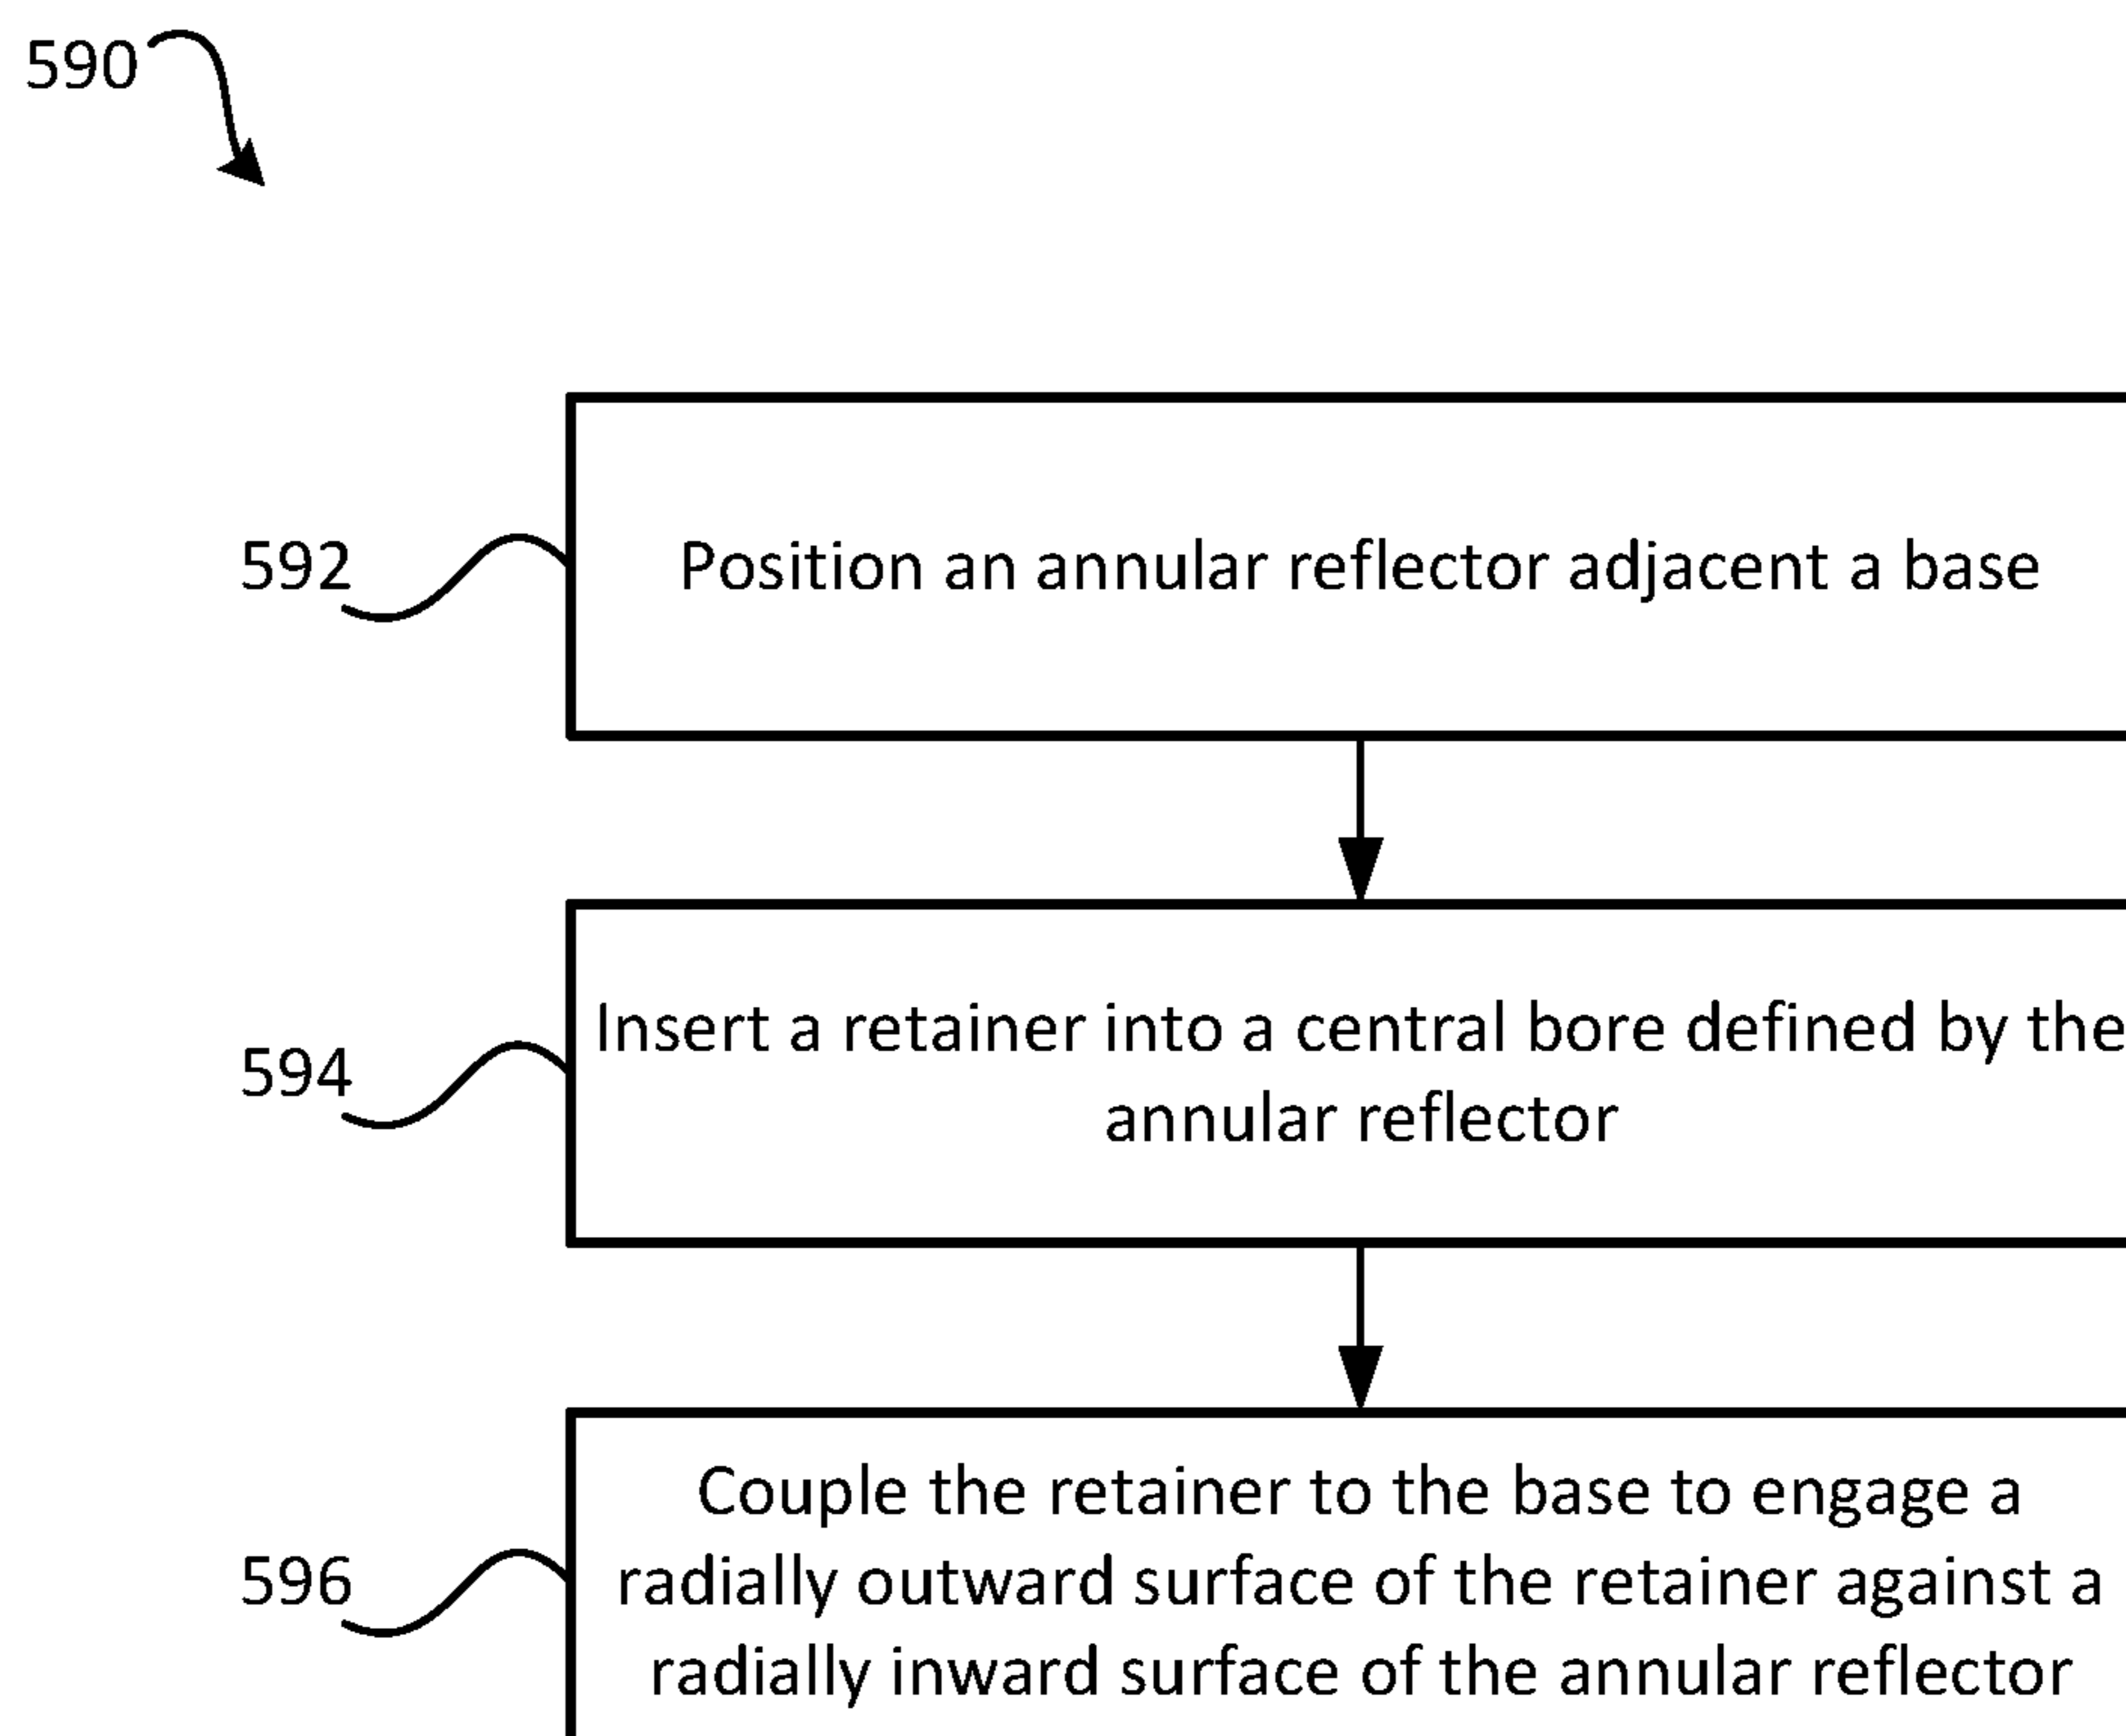 590
592
Position an annular reflector adjacent a base
594
Insert a retainer into a central bore defined by the
annular reflector
596
Couple the retainer to the base to engage a
radially outward surface of the retainer against a
radially inward surface of the annular reflector